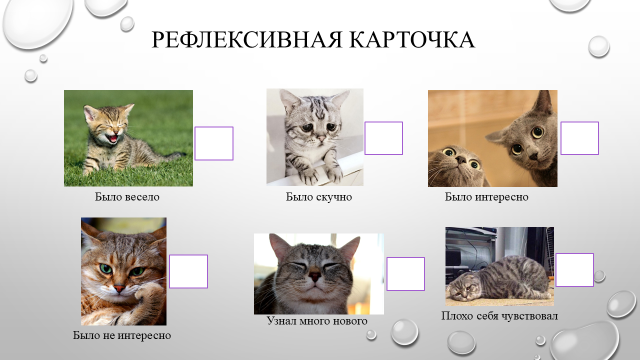 РЕФЛЕКСИВНАЯ КАРТОЧКА
Было весело
Было скучно
Было интересно
Было не интересно
Узнал много нового
Плохо себя чувствовал